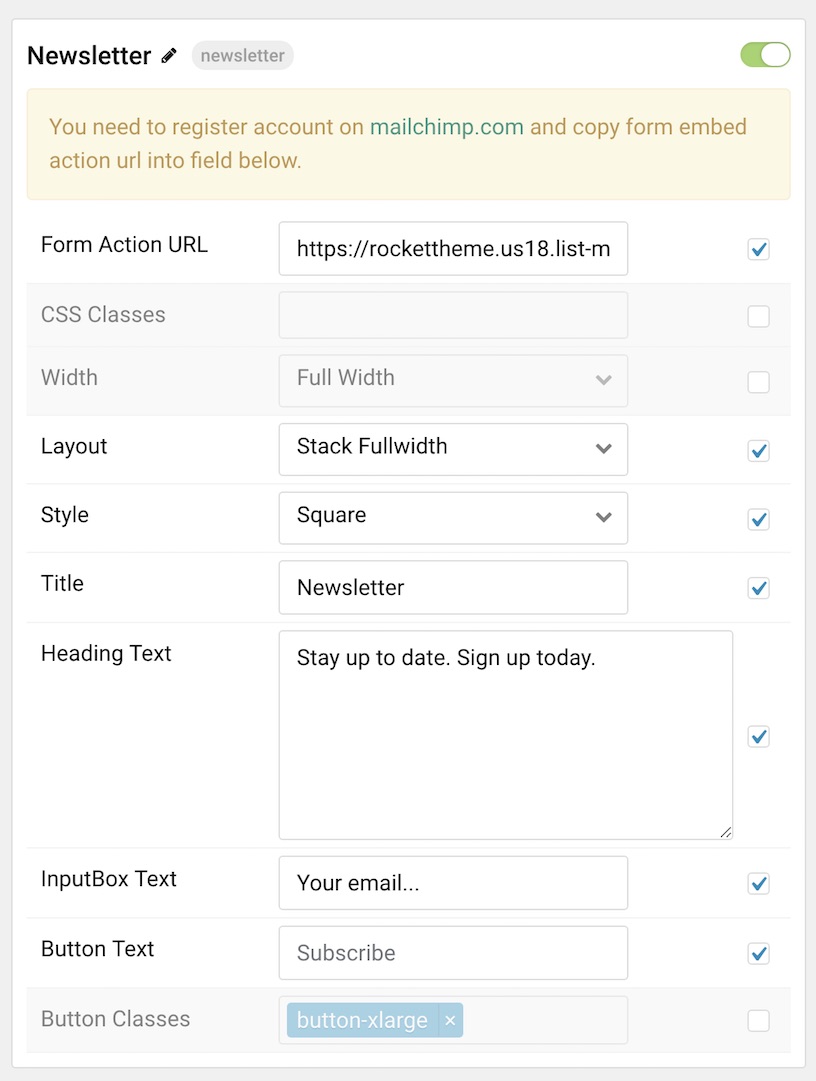 Newsletter newsletter
You need to register account on mailchimp.com and copy form embed
action url into field below.
Form Action URL https://rockettheme.us18.list-m
CSS Classes
Width Full Width
Layout Stack Fullwidth
Style Square
Title Newsletter
Heading Text Stay up to date. Sign up today.
InputBox Text Your email...
Button Text Subscribe
Button Classes button-xlarge ×